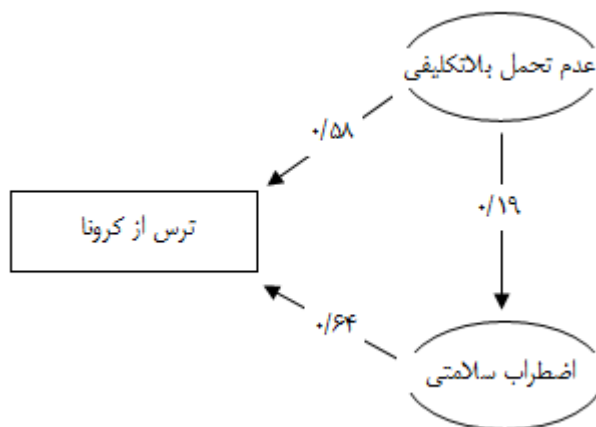 عدم تحمل بلاتکلیفی
۰/۵۸
۰/۱۹
ترس از کرونا
۰/۶۴
اضطراب سلامتی